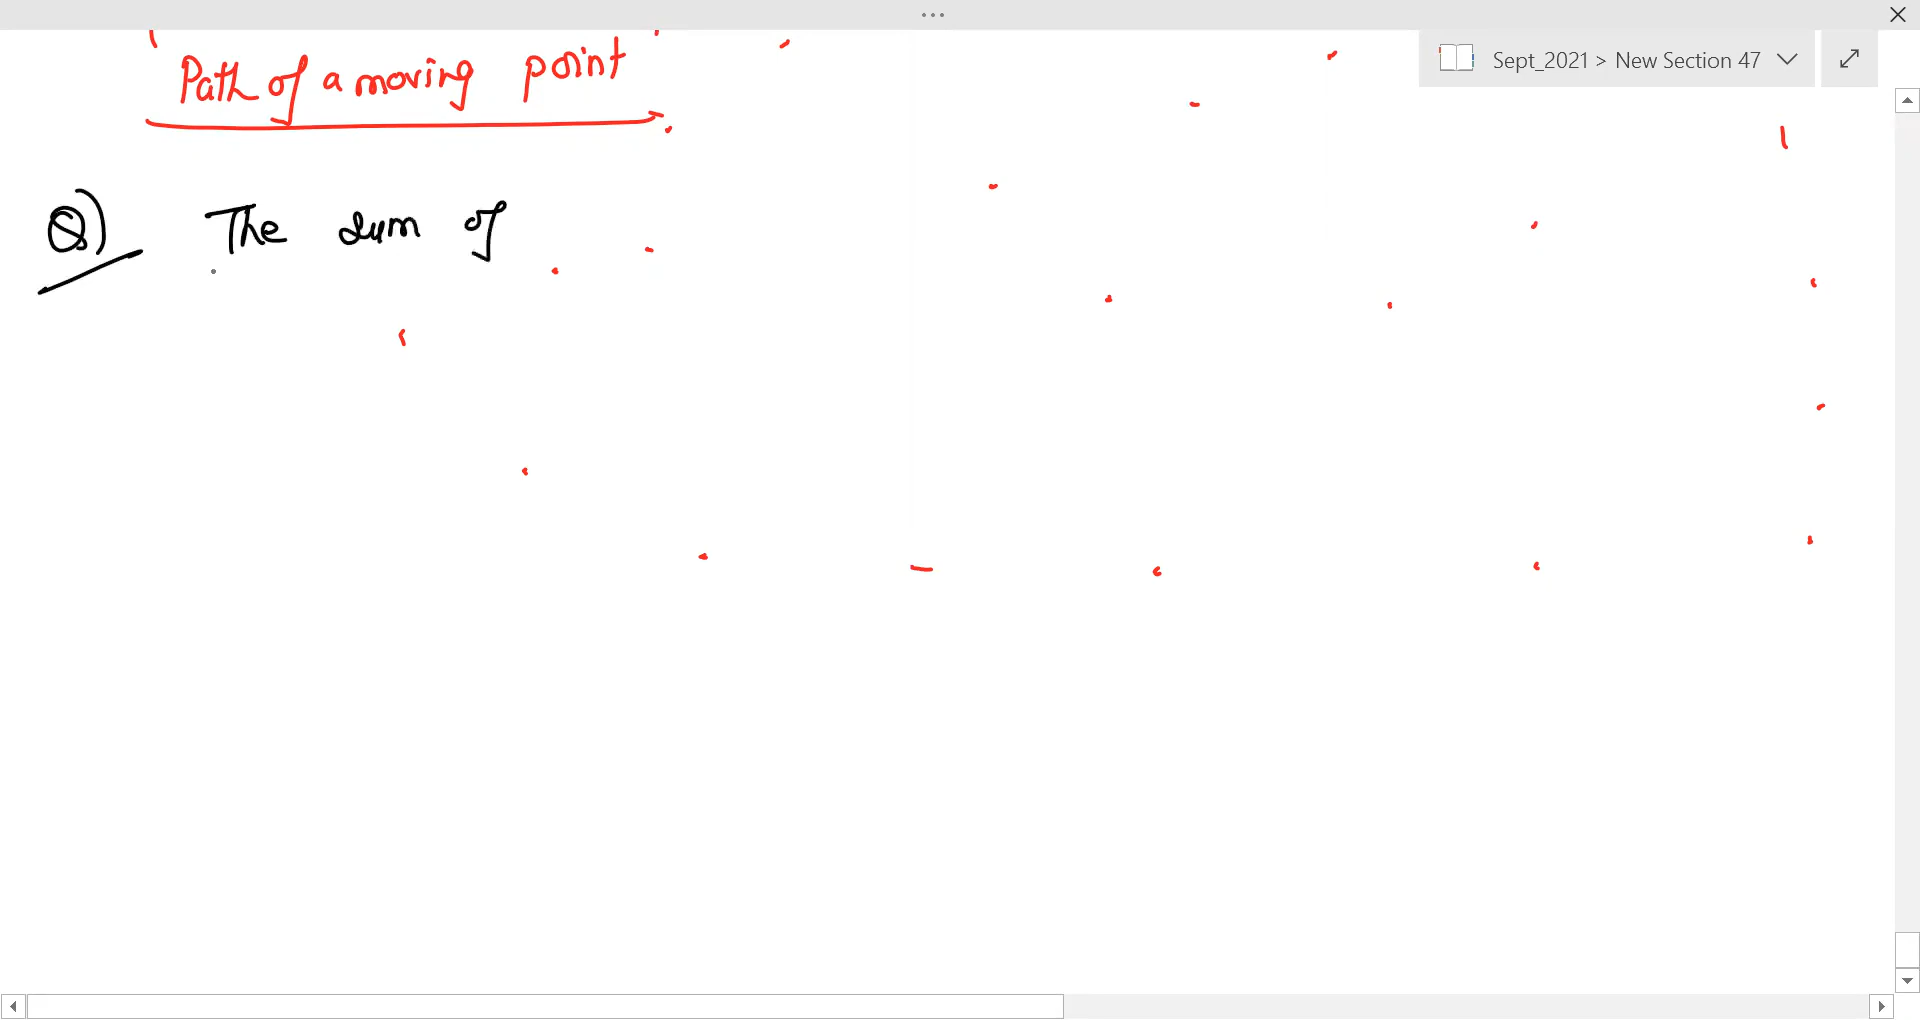 Sept_2021 > New Section 47
Path of a moving point
Q) The sum of